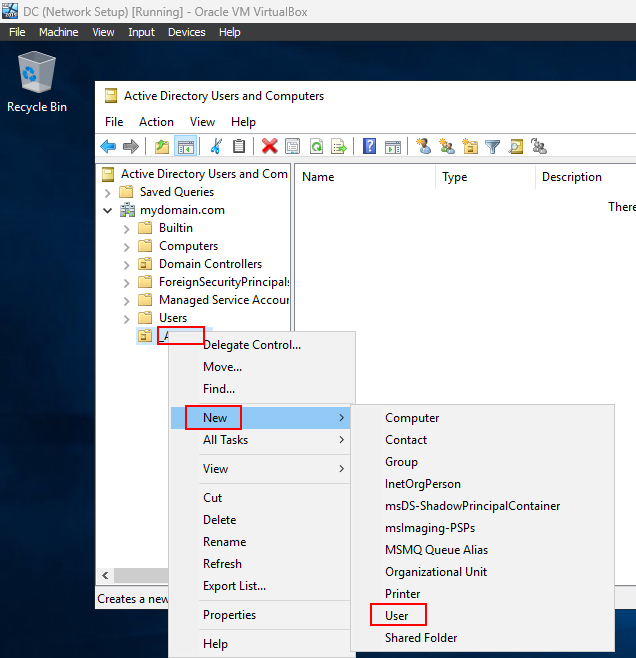 DC (Network Setup) [Running] - Oracle VM VirtualBox
File Machine View Input Devices Help
Recycle Bin
Active Directory Users and Computers
File Action View Help
Active Directory Users and Com
Name Type Description
Saved Queries
mydomain.com
There
Builtin
Computers
Domain Controllers
ForeignSecurityPrincipals
Managed Service Accour
Users
Delegate Control...
Move...
Find...
New
All Tasks
View
Cut
Delete
Rename
Refresh
Export List...
Properties
Help
Computer
Contact
Group
InetOrgPerson
msDS-ShadowPrincipalContainer
msImaging-PSPs
MSMQ Queue Alias
Organizational Unit
Printer
User
Shared Folder
Creates a new